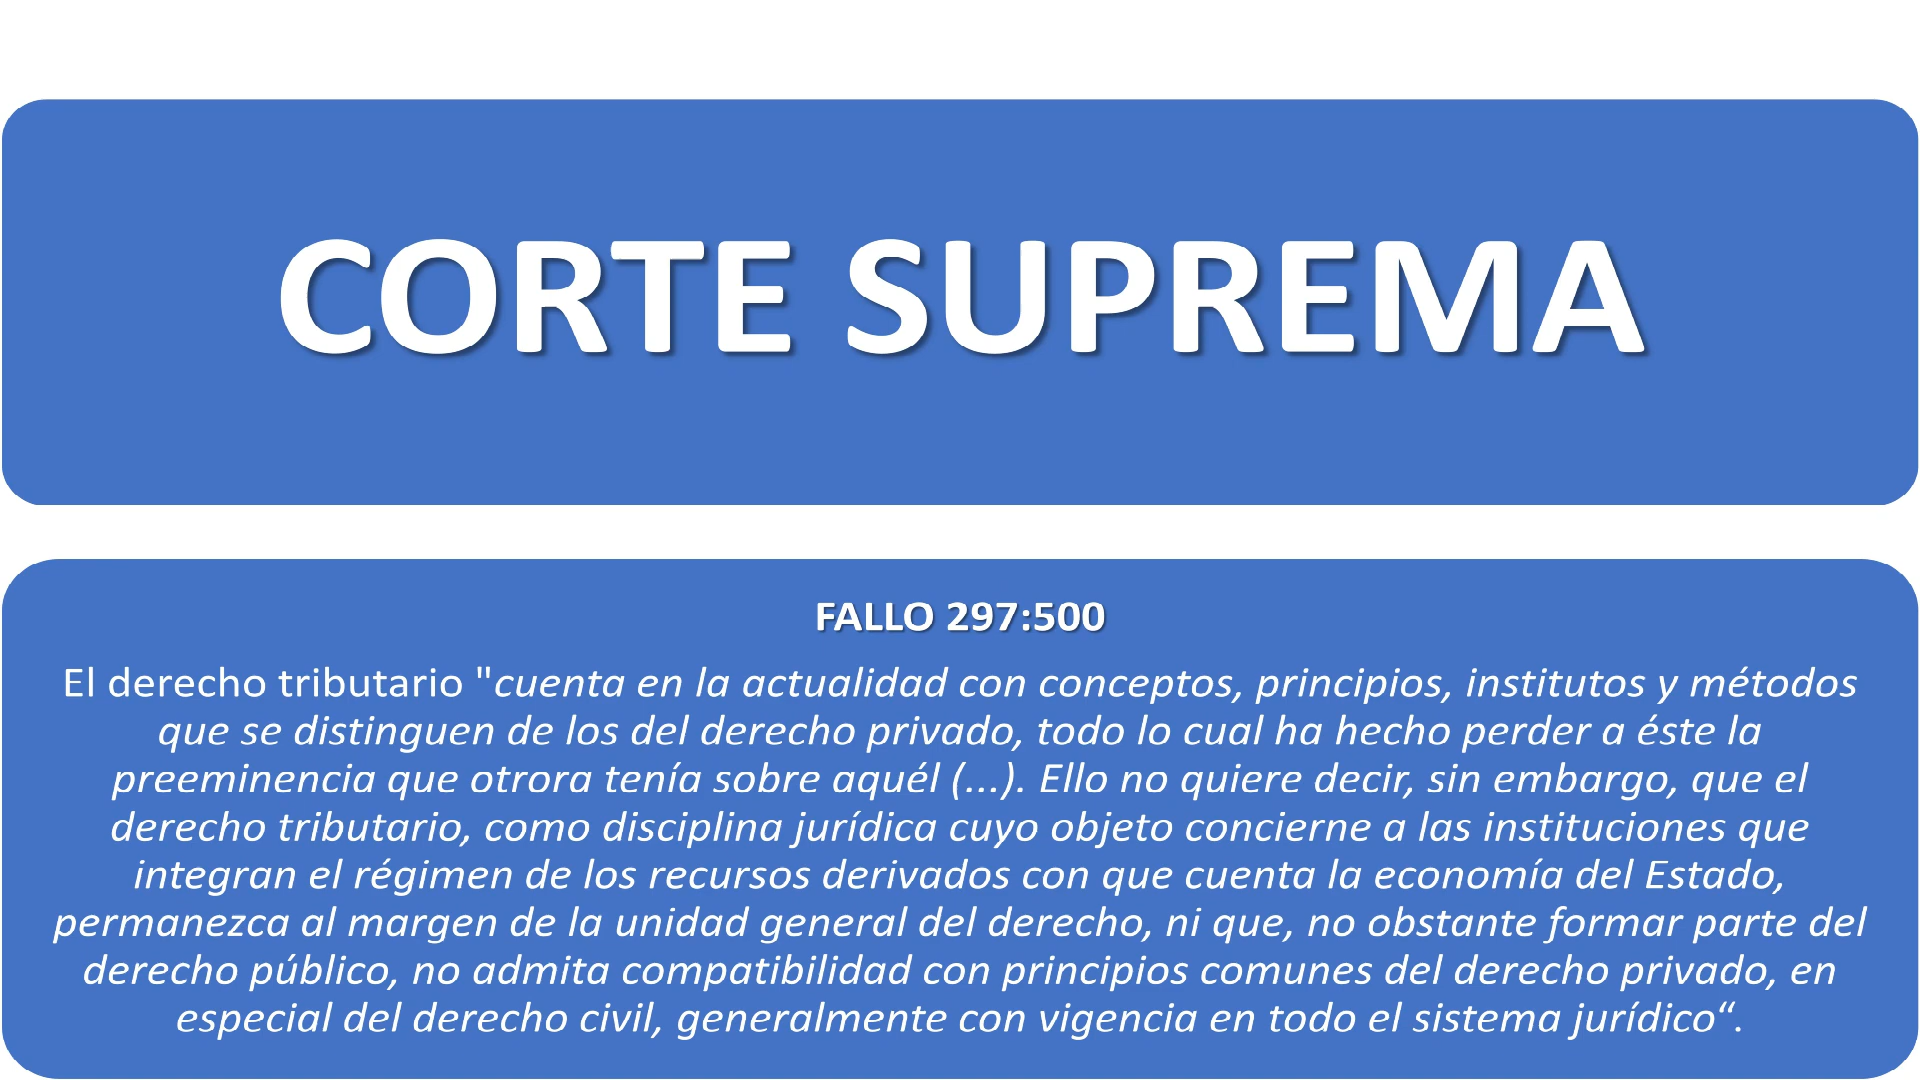 CORTE SUPREMA
FALLO 297:500
El derecho tributario "cuenta en la actualidad con conceptos, principios, institutos y métodos
que se distinguen de los del derecho privado, todo lo cual ha hecho perder a éste la
preeminencia que otrora tenía sobre aquél (...). Ello no quiere decir, sin embargo, que el
derecho tributario, como disciplina jurídica cuyo objeto concierne a las instituciones que
integran el régimen de los recursos derivados con que cuenta la economía del Estado,
permanezca al margen de la unidad general del derecho, ni que, no obstante formar parte del
derecho público, no admita compatibilidad con principios comunes del derecho privado, en
especial del derecho civil, generalmente con vigencia en todo el sistema jurídico“.